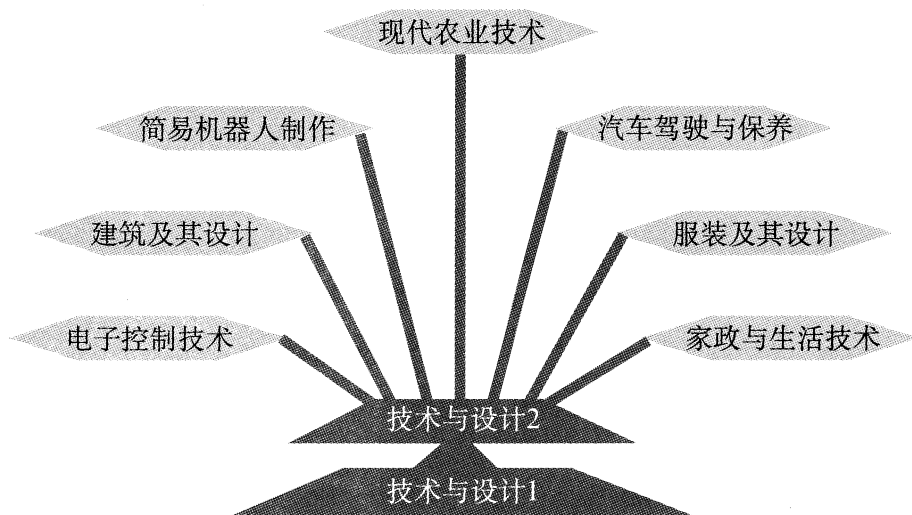 现代农业技术
简易机器人制作
汽车驾驶与保养
建筑及其设计
服装及其设计
电子控制技术
家政与生活技术
技术与设计2
技术与设计1